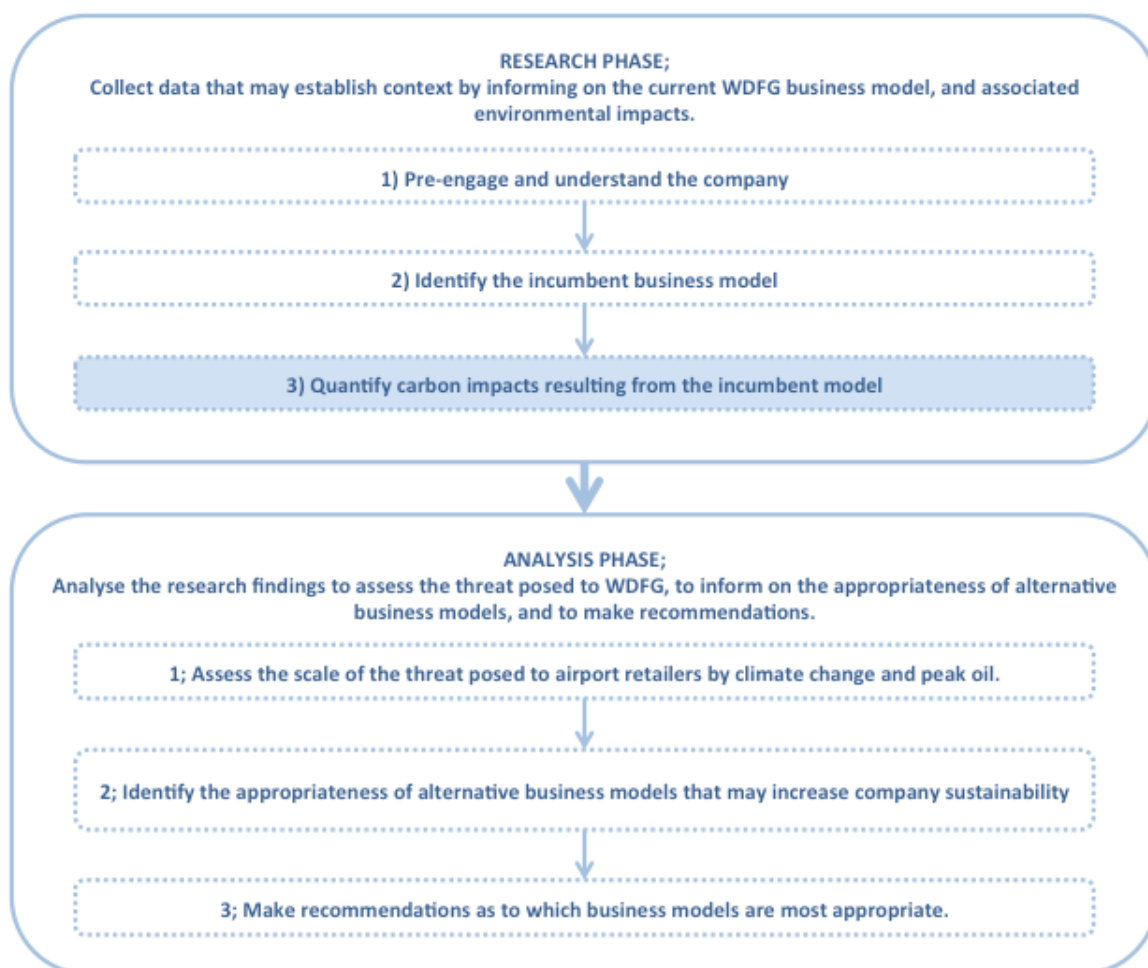 RESEARCH PHASE;
Collect data that may establish context by informing on the current WDFG business model, and associated
environmental impacts.
1) Pre-engage and understand the company
2) Identify the incumbent business model
3) Quantify carbon impacts resulting from the incumbent model
ANALYSIS PHASE;
Analyse the research findings to assess the threat posed to WDFG, to inform on the appropriateness of alternative
business models, and to make recommendations.
1; Assess the scale of the threat posed to airport retailers by climate change and peak oil.
2; Identify the appropriateness of alternative business models that may increase company sustainability
3; Make recommendations as to which business models are most appropriate.